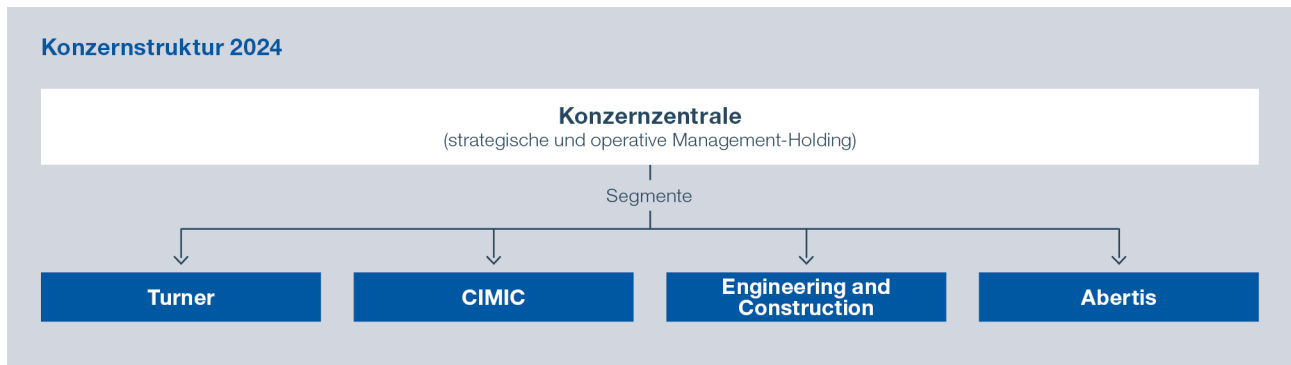 Konzernstruktur 2024
Konzernzentrale
(strategische und operative Management-Holding)
Segmente
Turner
CIMIC
Engineering and
Construction
Abertis